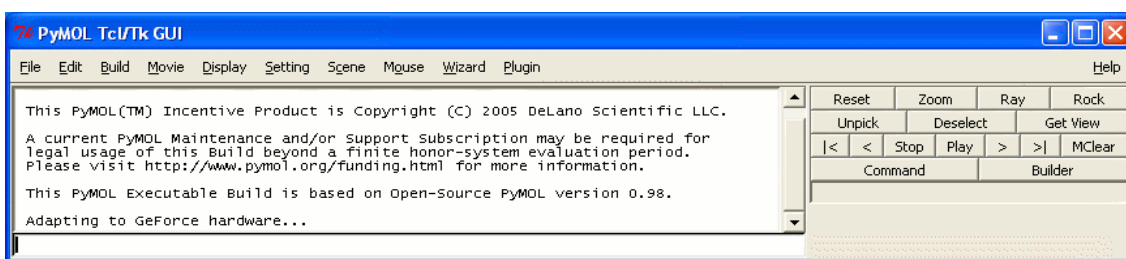 PyMOL Tcl/Tk GUI
File Edit Build Movie Display Setting Scene Mouse Wizard Plugin Help
This PyMOL(TM) Incentive Product is Copyright (C) 2005 DeLano Scientific LLC.
A current PyMOL Maintenance and/or Support Subscription may be required for
legal usage of this Build beyond a finite honor-system evaluation period.
Please visit http://www.pymol.org/funding.html for more information.
This PyMOL Executable Build is based on Open-Source PyMOL version 0.98.
Adapting to GeForce hardware...
Reset Zoom Ray Rock
Unpick Deselect Get View
|< < Stop Play > >| MClear
Command Builder